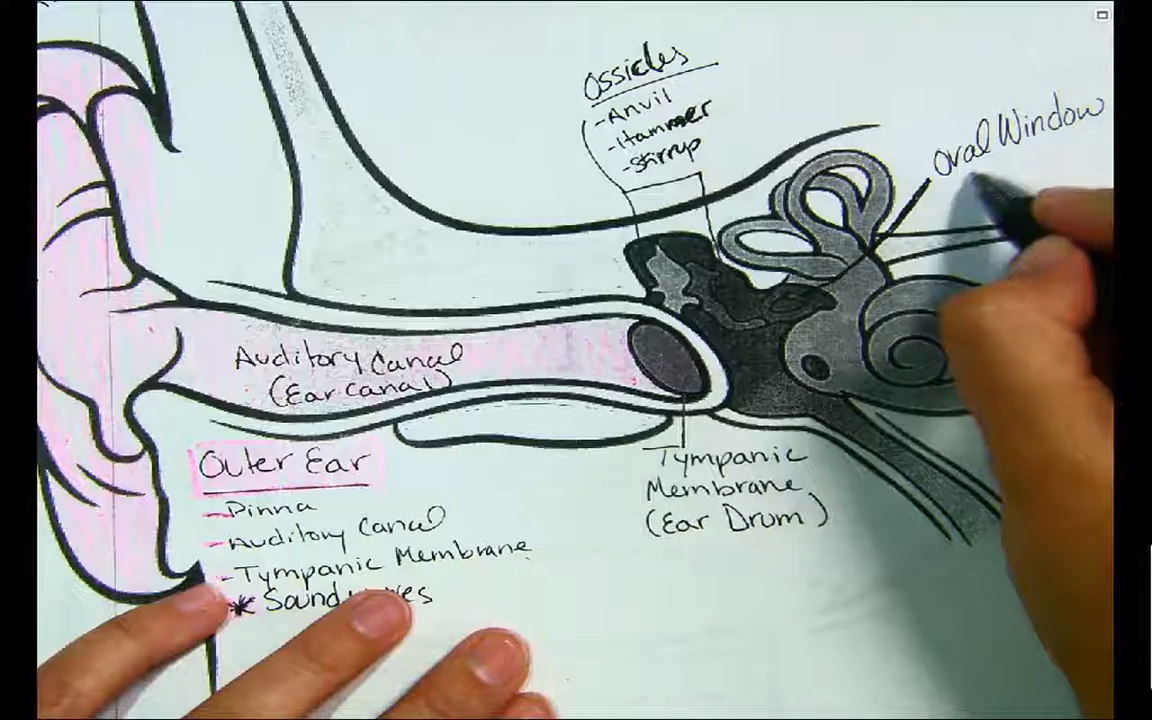 Ossicles
-Anvil
-Hammer
-Stirrup
Oval Window
Auditory Canal
(Ear Canal)
Outer Ear
-Pinna
-Auditory Canal
-Tympanic Membrane
* Sound
Tympanic
Membrane
(Ear Drum)